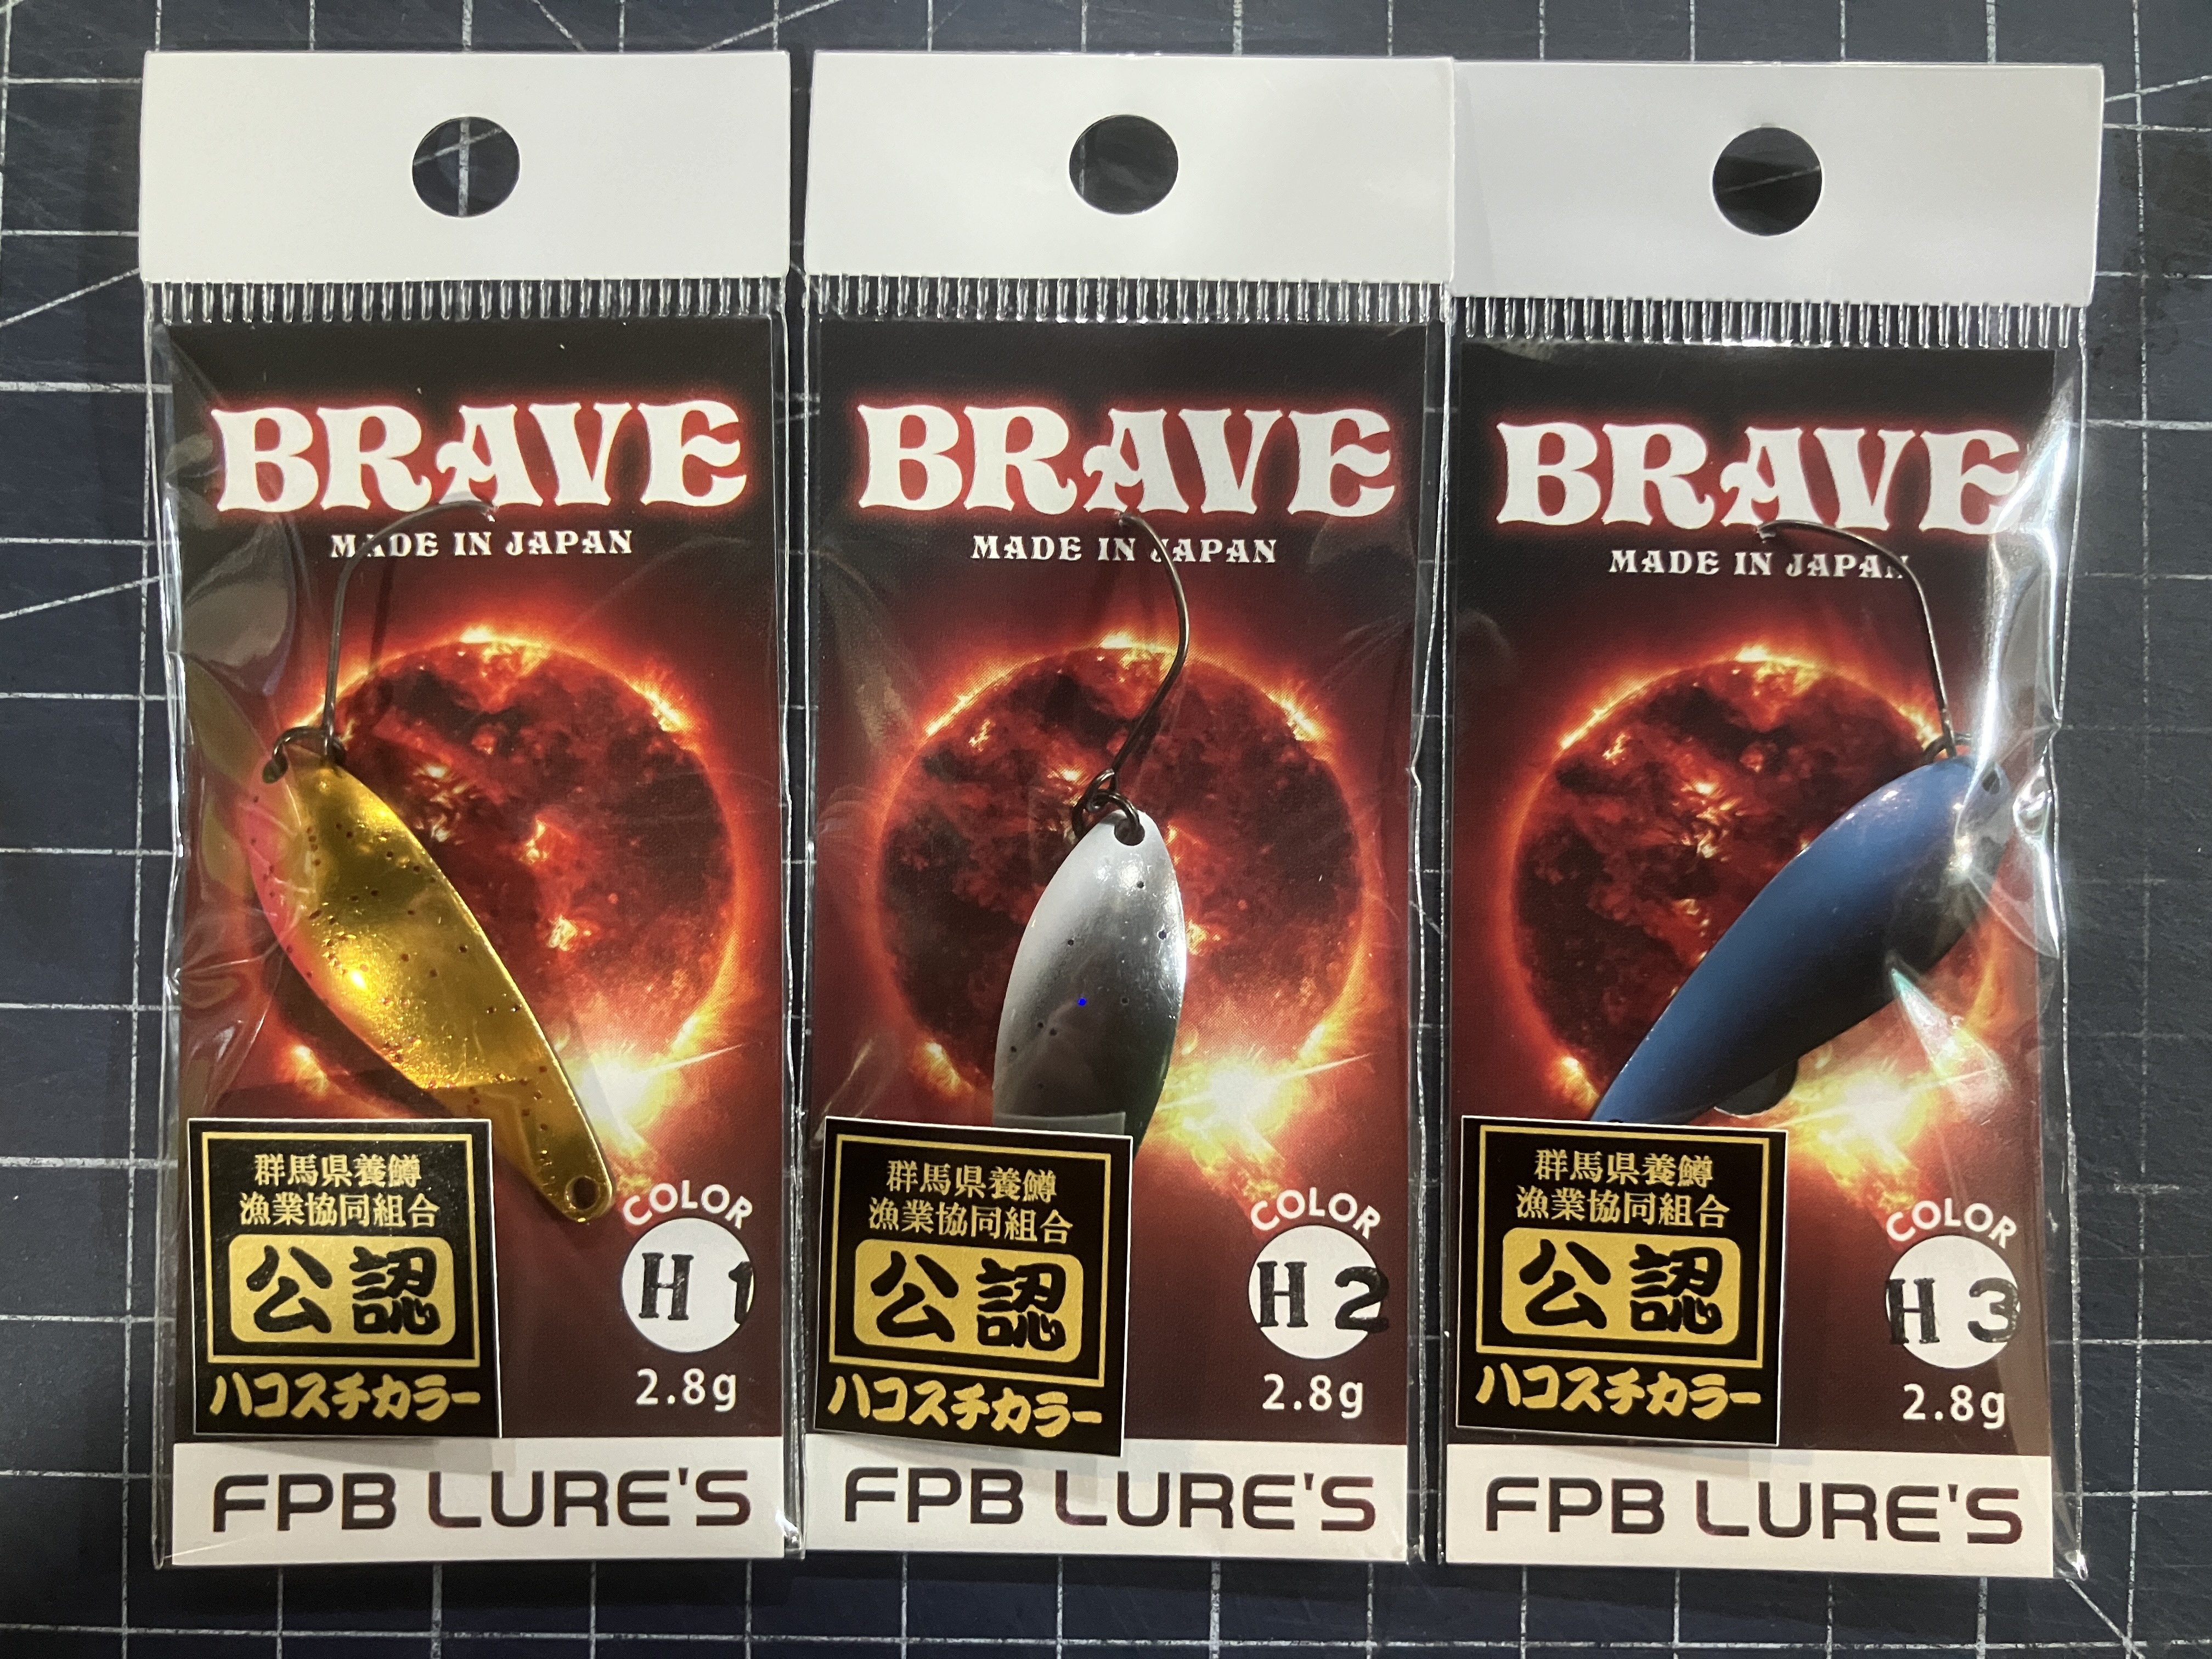 BRAVE
MADE IN JAPAN
群馬県養鱒
漁業協同組合
公認
ハコスチカラー
COLOR
H 1
2.8g
FPB LURE'S
BRAVE
MADE IN JAPAN
群馬県養鱒
漁業協同組合
公認
ハコスチカラー
COLOR
H 2
2.8g
FPB LURE'S
BRAVE
MADE IN JAPAN
群馬県養鱒
漁業協同組合
公認
ハコスチカラー
COLOR
H 3
2.8g
FPB LURE'S